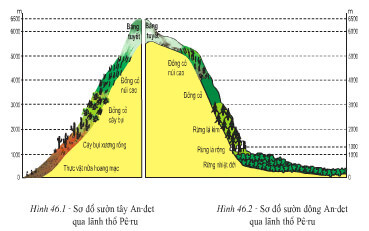 m
6500
6000
5000
4000
3000
2000
1000
0
Băng
tuyết
Đồng cỏ
núi cao
Đồng cỏ
cây bụi
Cây bụi xương rồng
Thực vật nửa hoang mạc
Băng
tuyết
Đồng cỏ
núi cao
Đồng cỏ
Rừng lá kim
Rừng lá rộng
Rừng nhiệt đới
m
6500
6000
5000
4000
3000
2000
1300
1000
0
Hình 46.1 - Sơ đồ sườn tây An-đet
qua lãnh thổ Pê-ru
Hình 46.2 - Sơ đồ sườn đông An-đet
qua lãnh thổ Pê-ru